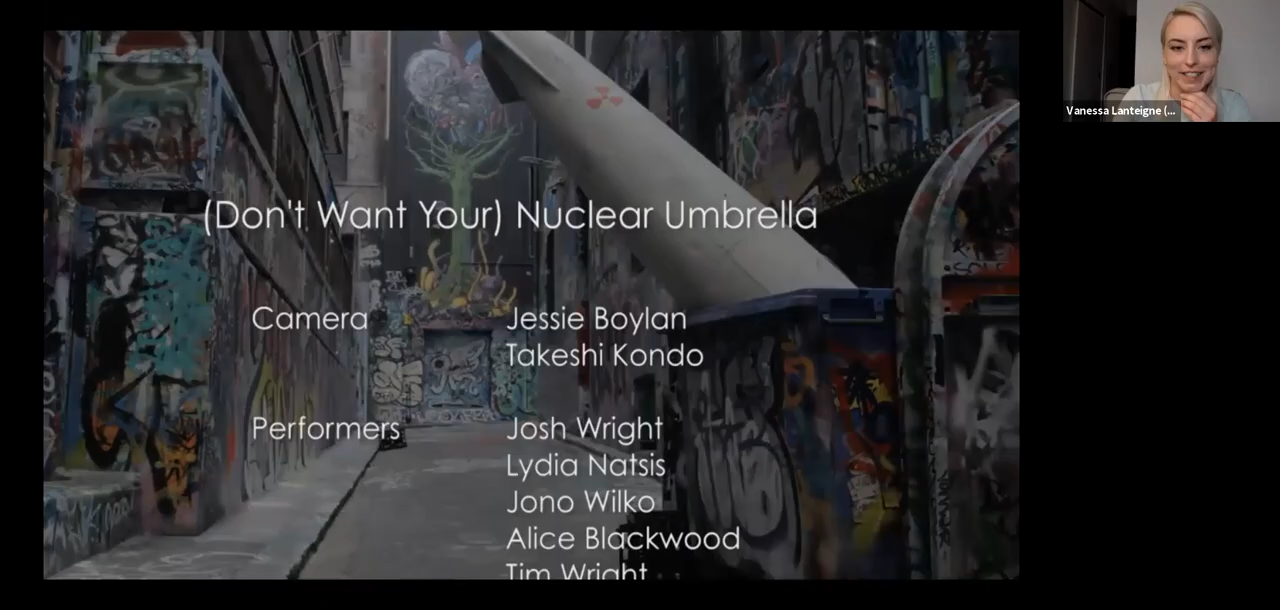 (Don't Want Your) Nuclear Umbrella
Camera Jessie Boylan
Takeshi Kondo
Performers Josh Wright
Lydia Natsis
Jono Wilko
Alice Blackwood
Tim Wright
Vanessa Lanteigne (...